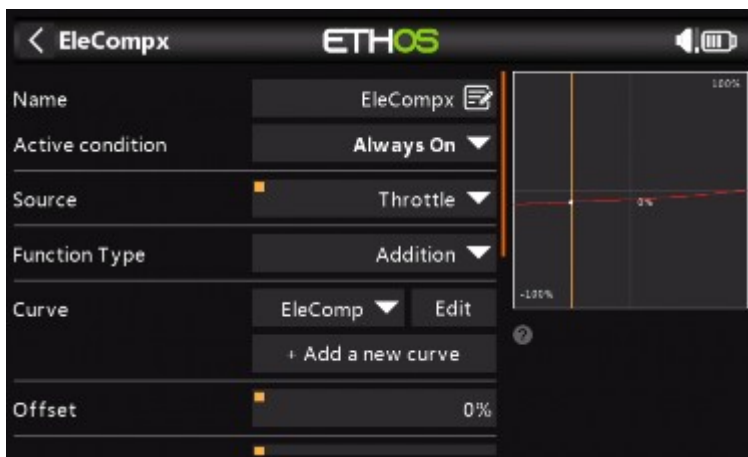 EleCompx
ETHOS
Name
EleCompx
Active condition
Always On
Source
Throttle
Function Type
Addition
Curve
EleComp
Edit
+ Add a new curve
Offset
0%
100%
0%
-100%
?